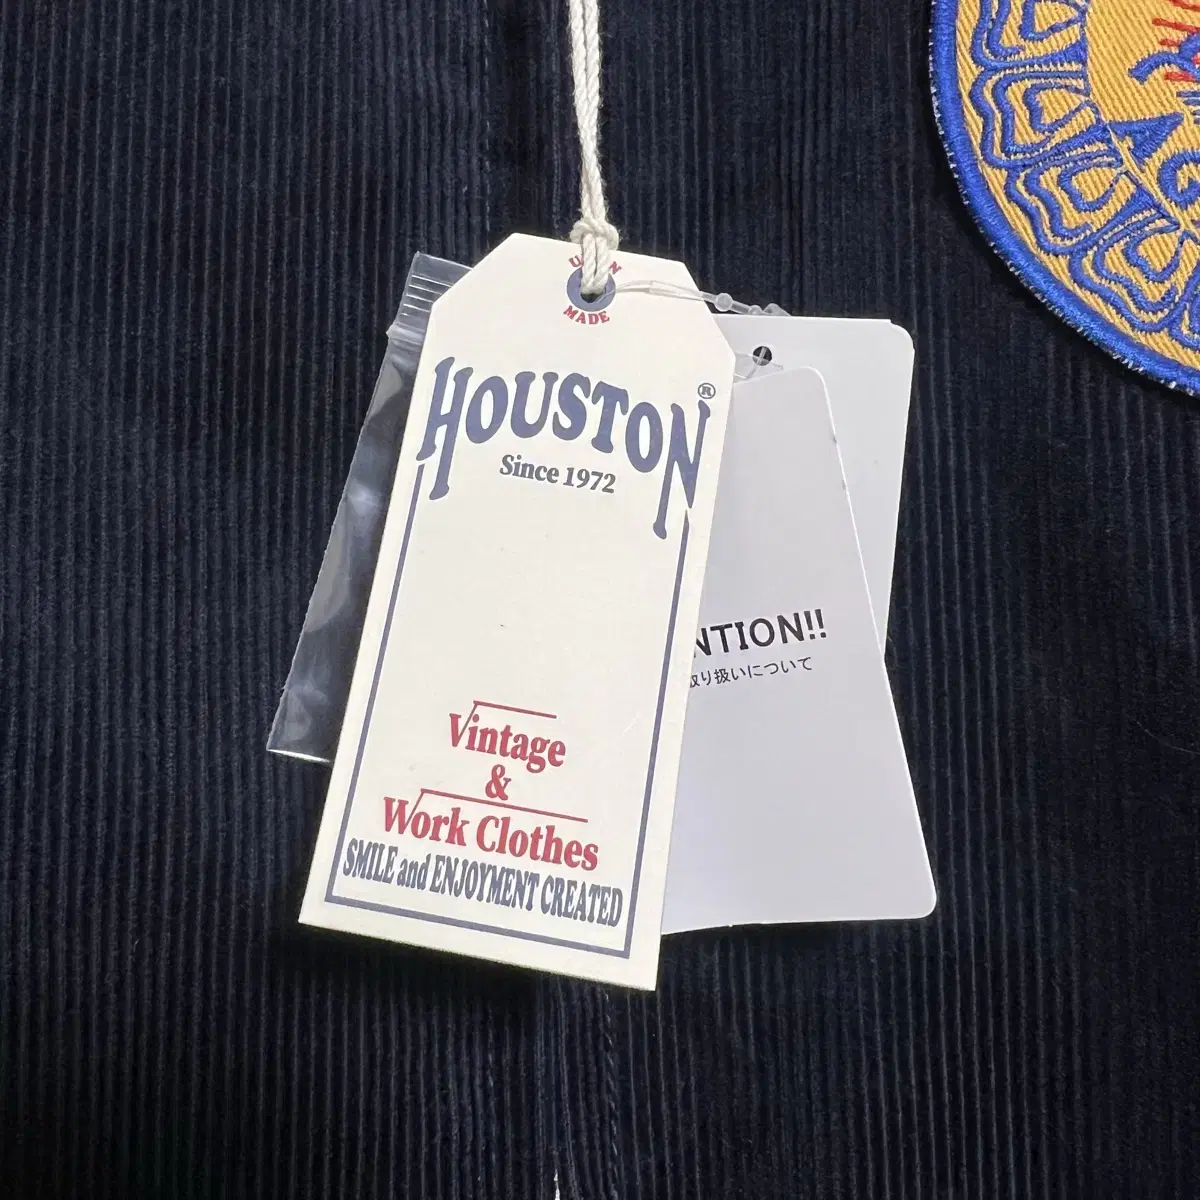 MADE
HOUSTON®
Since 1972
Vintage
&
Work Clothes
SMILE and ENJOYMENT CREATED
NTION!!
取り扱いについて